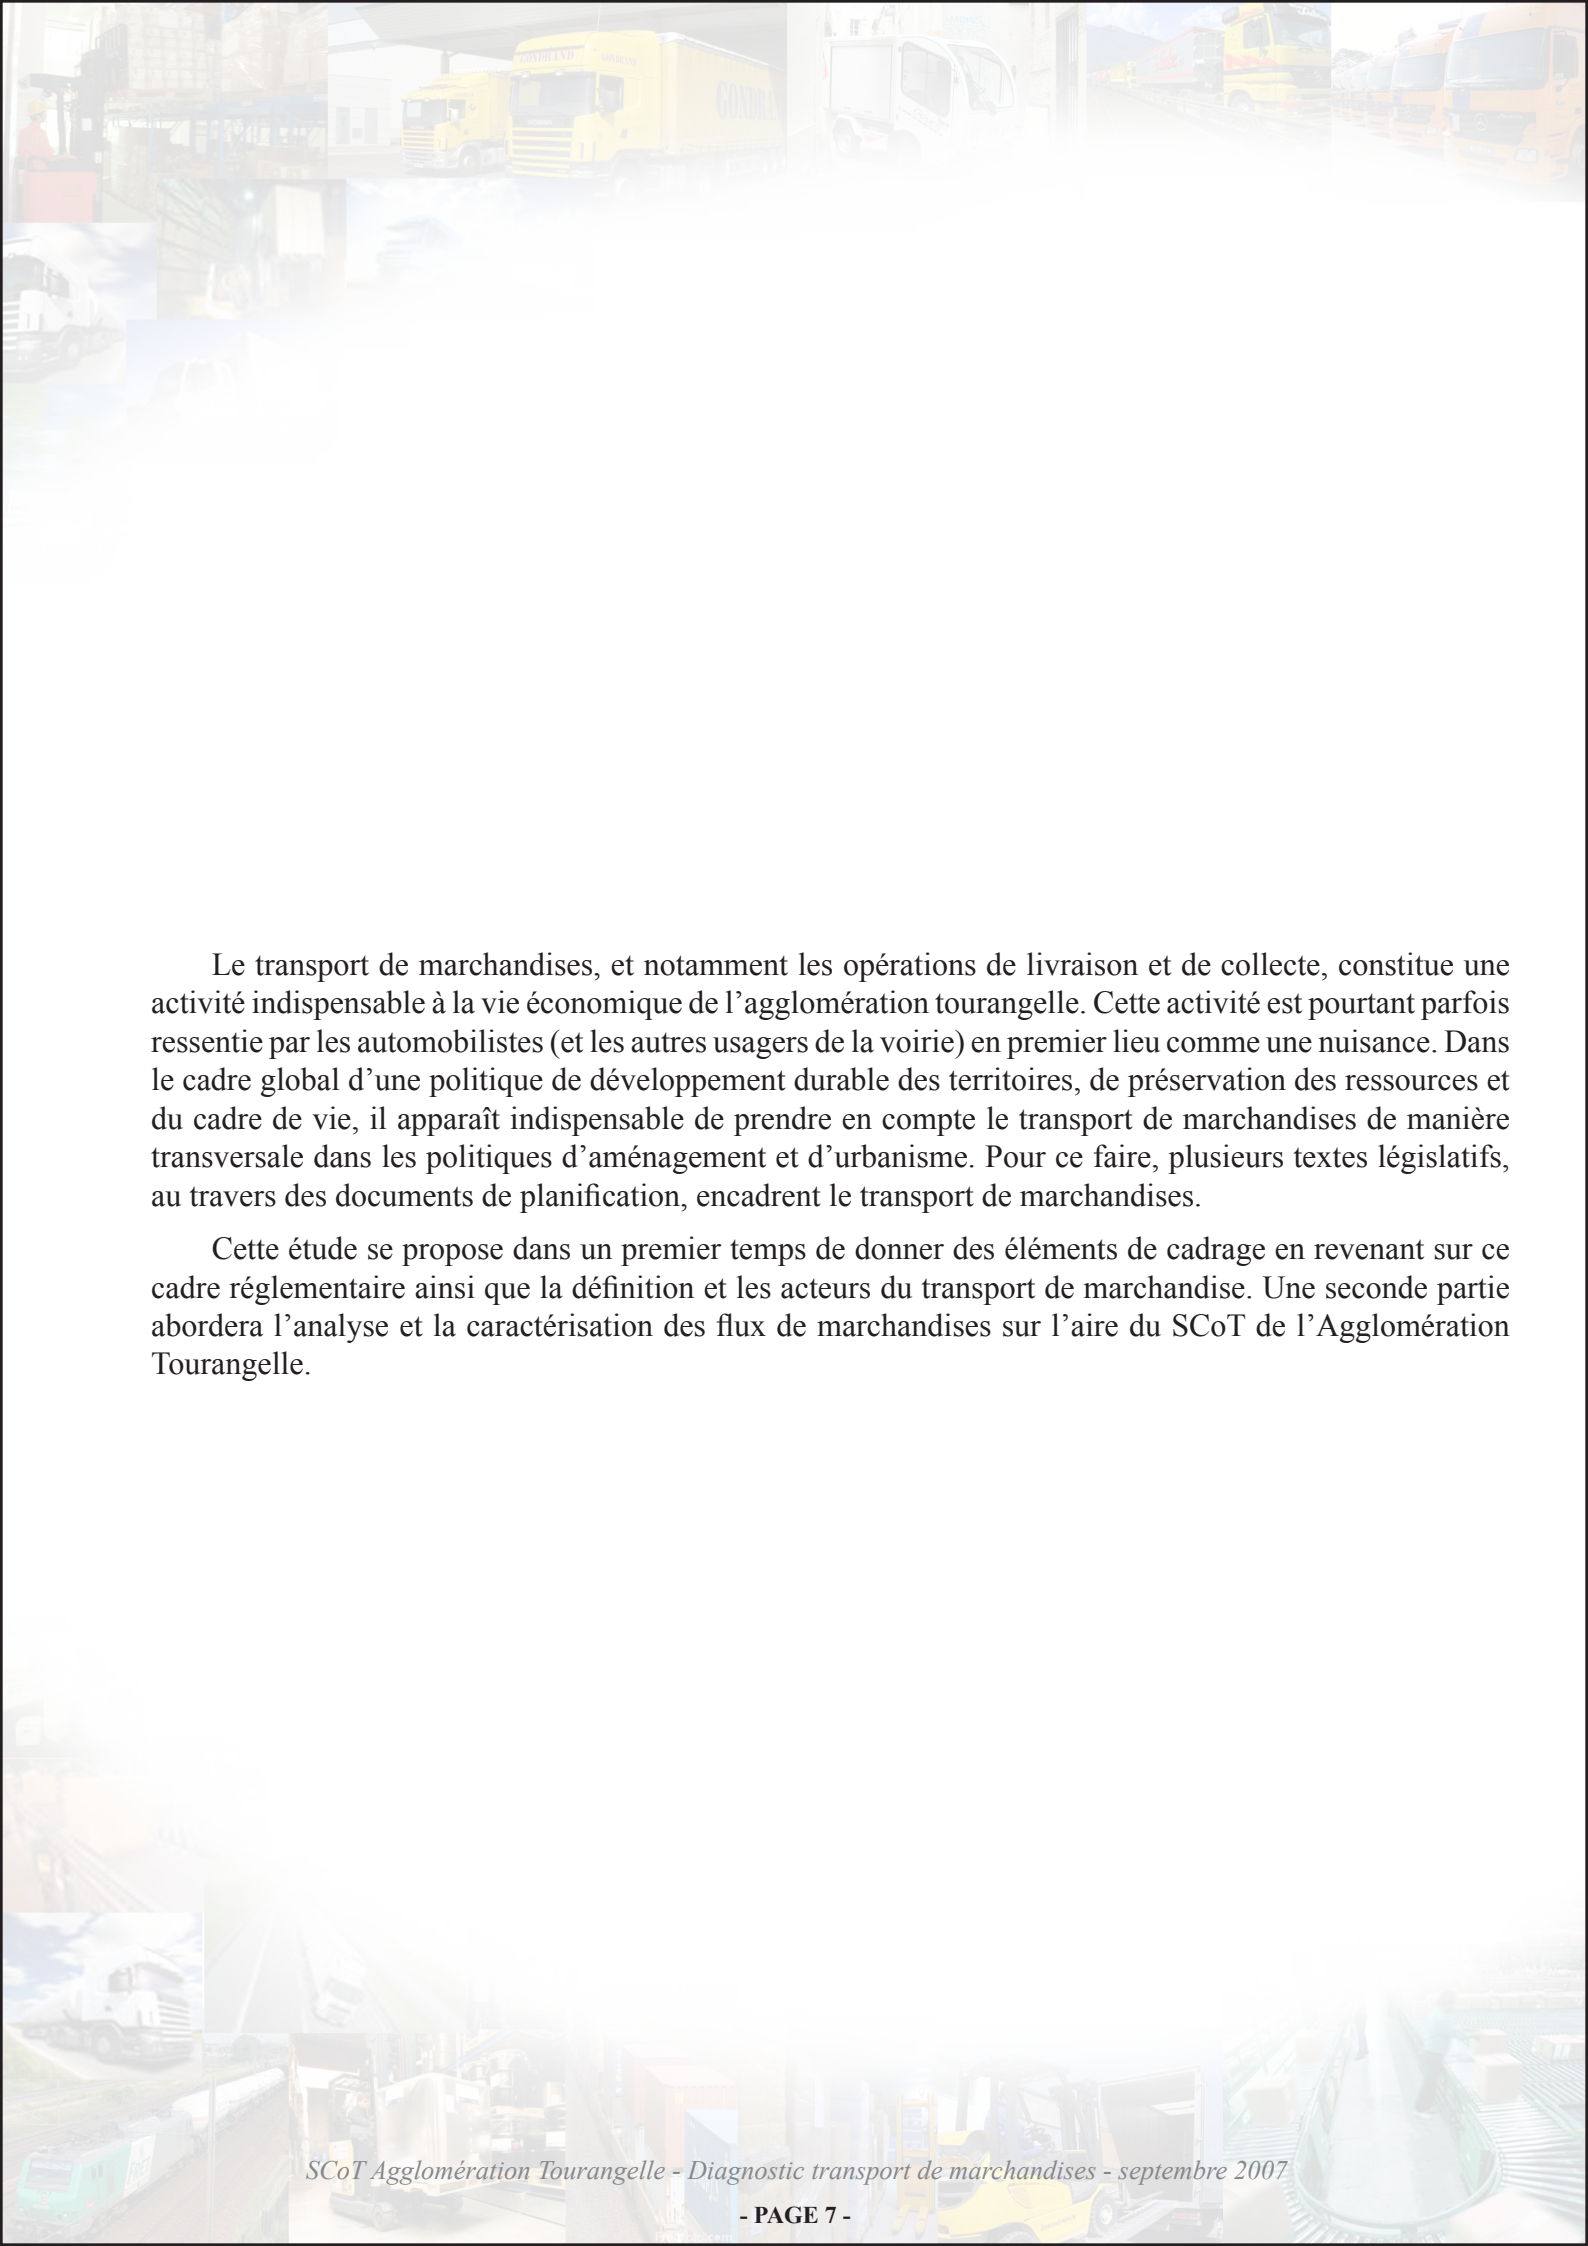 GONDRAND
GONDRAN
Le transport de marchandises, et notamment les opérations de livraison et de collecte, constitue une
activité indispensable à la vie économique de l’agglomération tourangelle. Cette activité est pourtant parfois
ressentie par les automobilistes (et les autres usagers de la voirie) en premier lieu comme une nuisance. Dans
le cadre global d’une politique de développement durable des territoires, de préservation des ressources et
du cadre de vie, il apparaît indispensable de prendre en compte le transport de marchandises de manière
transversale dans les politiques d’aménagement et d’urbanisme. Pour ce faire, plusieurs textes législatifs,
au travers des documents de planification, encadrent le transport de marchandises.
Cette étude se propose dans un premier temps de donner des éléments de cadrage en revenant sur ce
cadre réglementaire ainsi que la définition et les acteurs du transport de marchandise. Une seconde partie
abordera l’analyse et la caractérisation des flux de marchandises sur l’aire du SCoT de l’Agglomération
Tourangelle.
SCoT Agglomération Tourangelle - Diagnostic transport de marchandises - septembre 2007
- PAGE 7 -